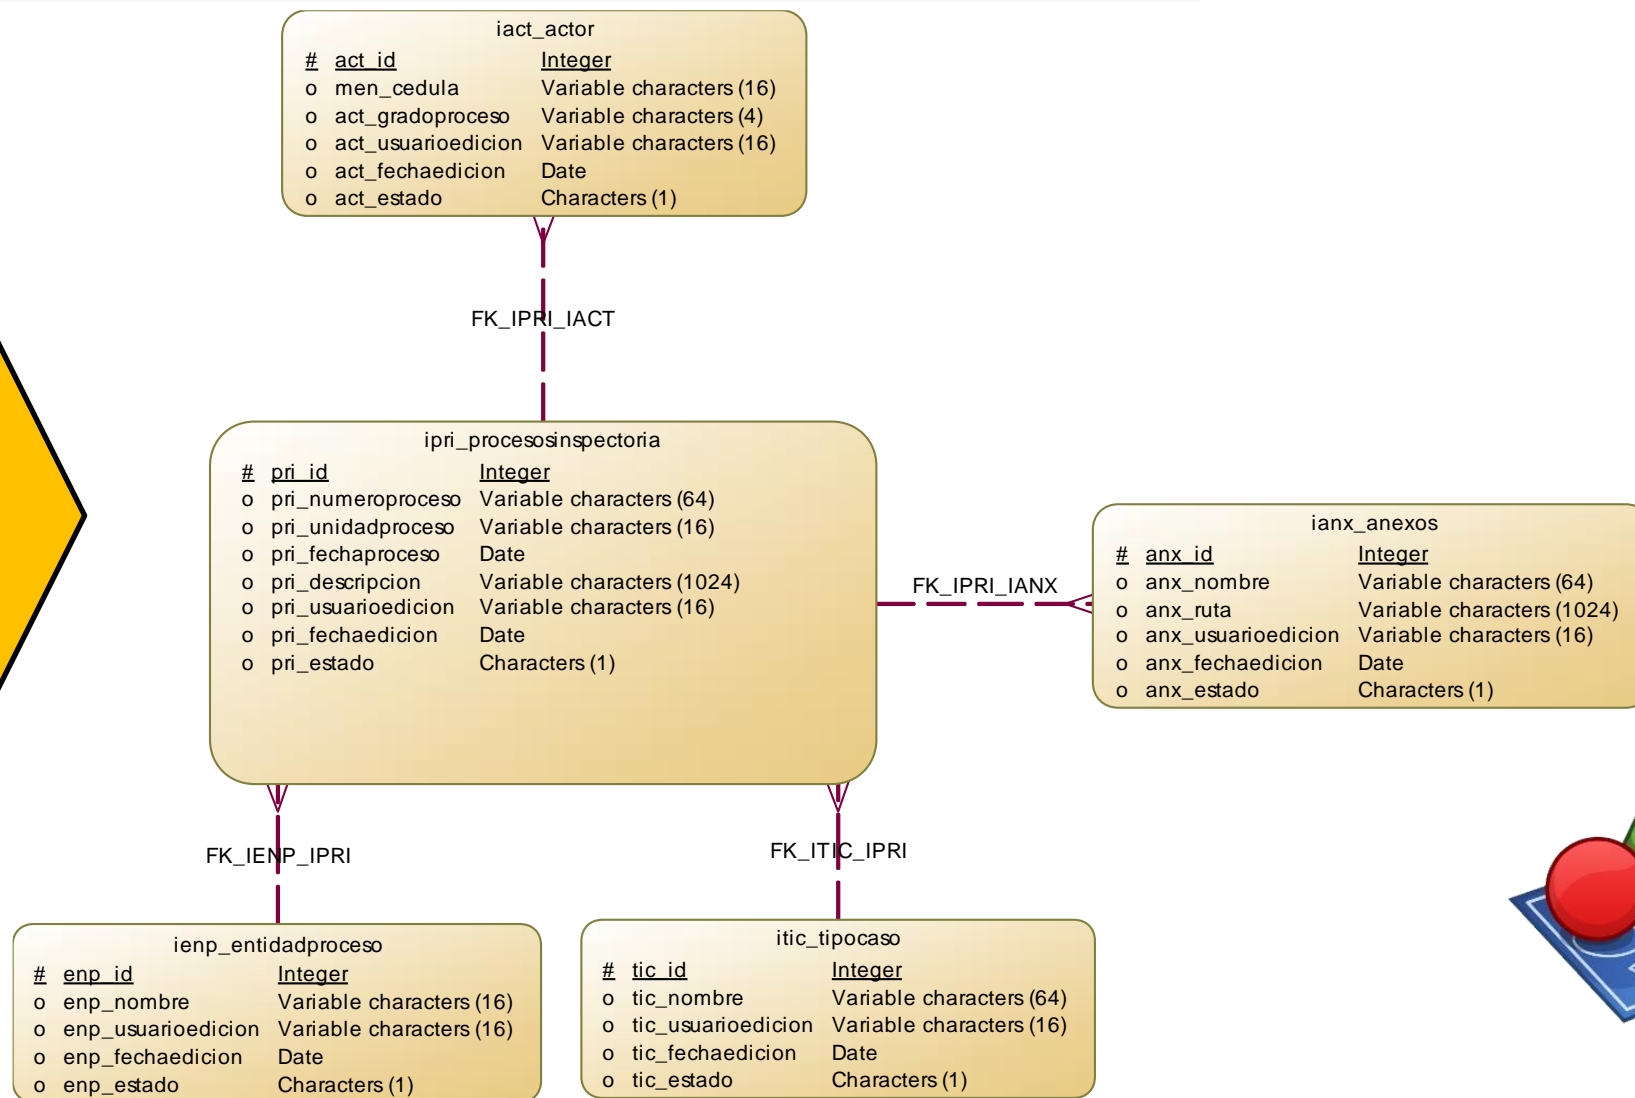 iact_actor
# act_id Integer
o men_cedula Variable characters (16)
o act_gradoproceso Variable characters (4)
o act_usuarioedicion Variable characters (16)
o act_fechaedicion Date
o act_estado Characters (1)
FK_IPRI_IACT
ipri_procesosinspectoria
# pri_id Integer
o pri_numeroproceso Variable characters (64)
o pri_unidadproceso Variable characters (16)
o pri_fechaproceso Date
o pri_descripcion Variable characters (1024)
o pri_usuarioedicion Variable characters (16)
o pri_fechaedicion Date
o pri_estado Characters (1)
FK_IPRI_IANX
ianx_anexos
# anx_id Integer
o anx_nombre Variable characters (64)
o anx_ruta Variable characters (1024)
o anx_usuarioedicion Variable characters (16)
o anx_fechaedicion Date
o anx_estado Characters (1)
FK_IENP_IPRI
FK_ITIC_IPRI
ienp_entidadproceso
# enp_id Integer
o enp_nombre Variable characters (16)
o enp_usuarioedicion Variable characters (16)
o enp_fechaedicion Date
o enp_estado Characters (1)
itic_tipocaso
# tic_id Integer
o tic_nombre Variable characters (64)
o tic_usuarioedicion Variable characters (16)
o tic_fechaedicion Date
o tic_estado Characters (1)